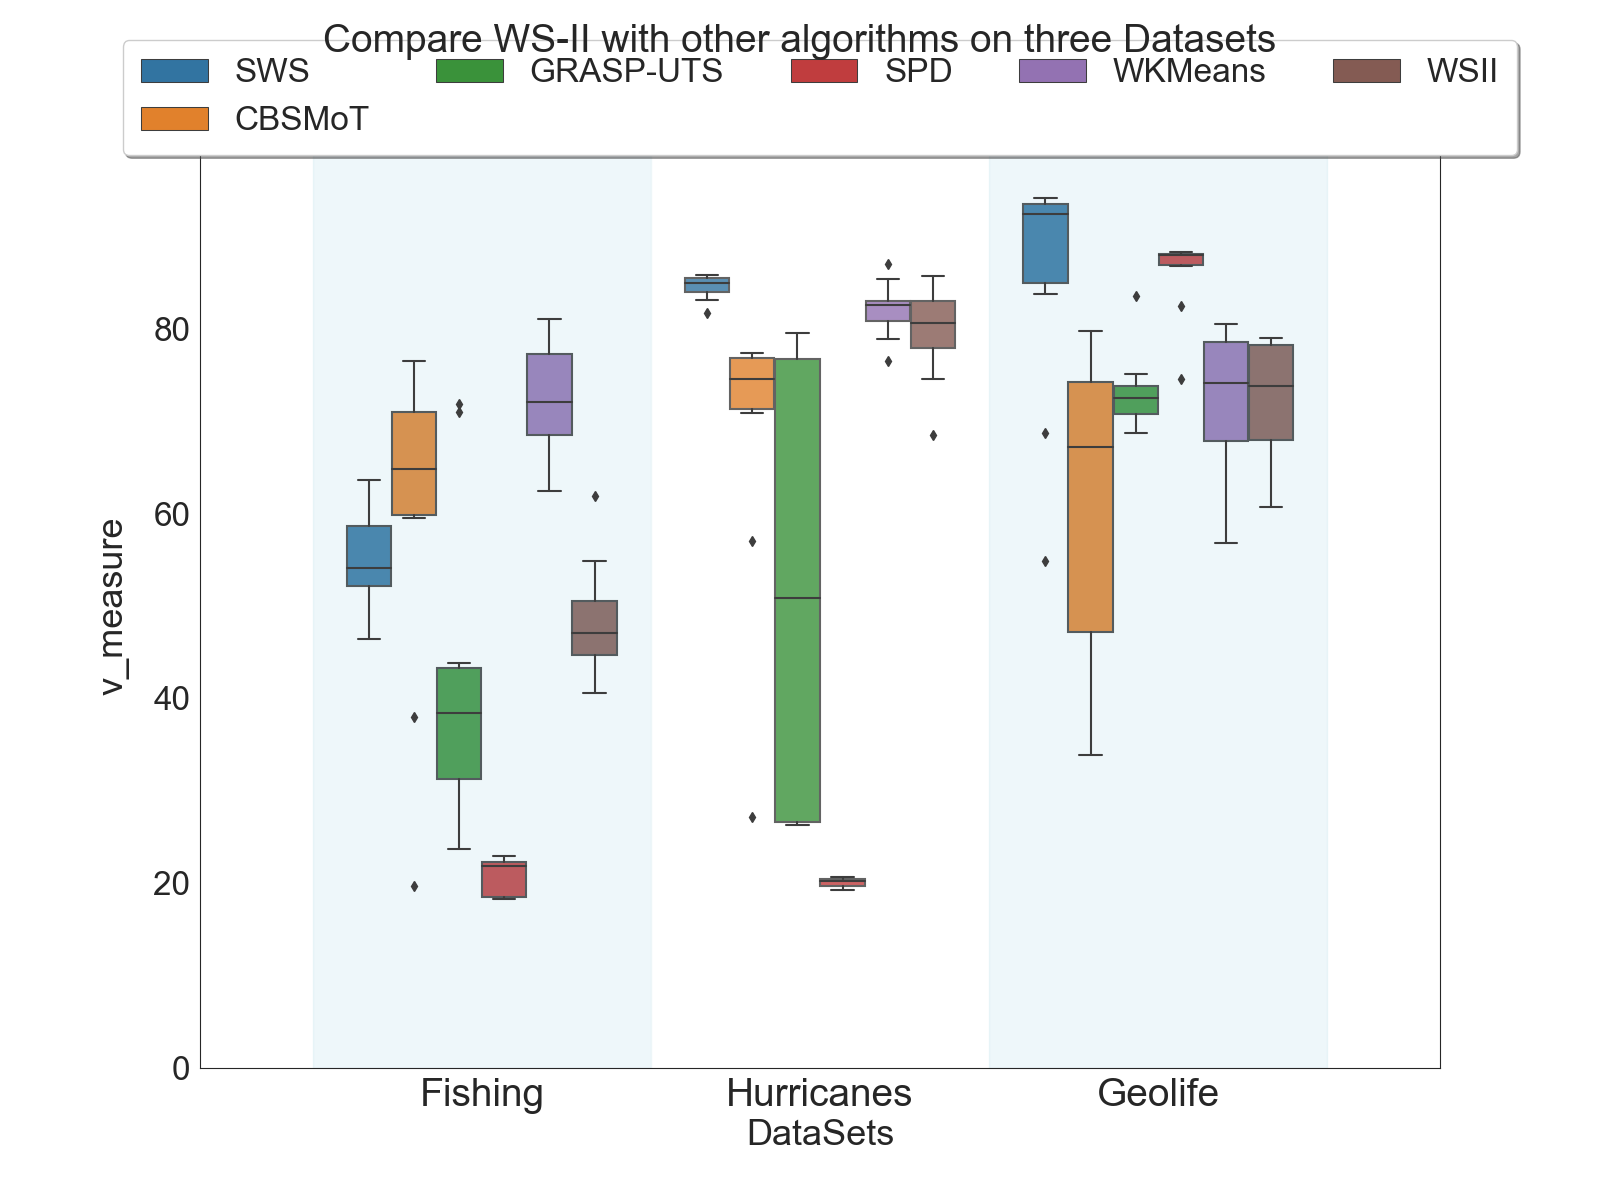 Compare WS-II with other algorithms on three Datasets
SWS GRASP-UTS SPD WKMeans WSII
CBSMoT
80
60
40
20
0
v_measure
Fishing Hurricanes Geolife
DataSets